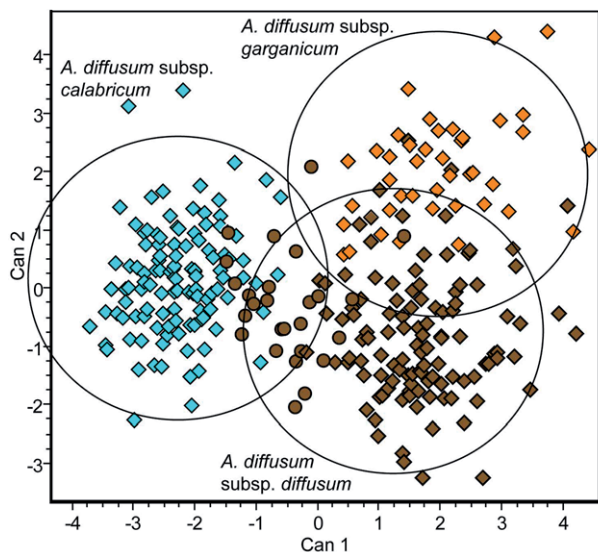 A. diffusum subsp.
garganicum
A. diffusum subsp.
calabricum
4
3
2
1
0
-1
-2
-3
Can 2
A. diffusum
subsp. diffusum
-4
-3
-2
-1
0
1
2
3
4
Can 1